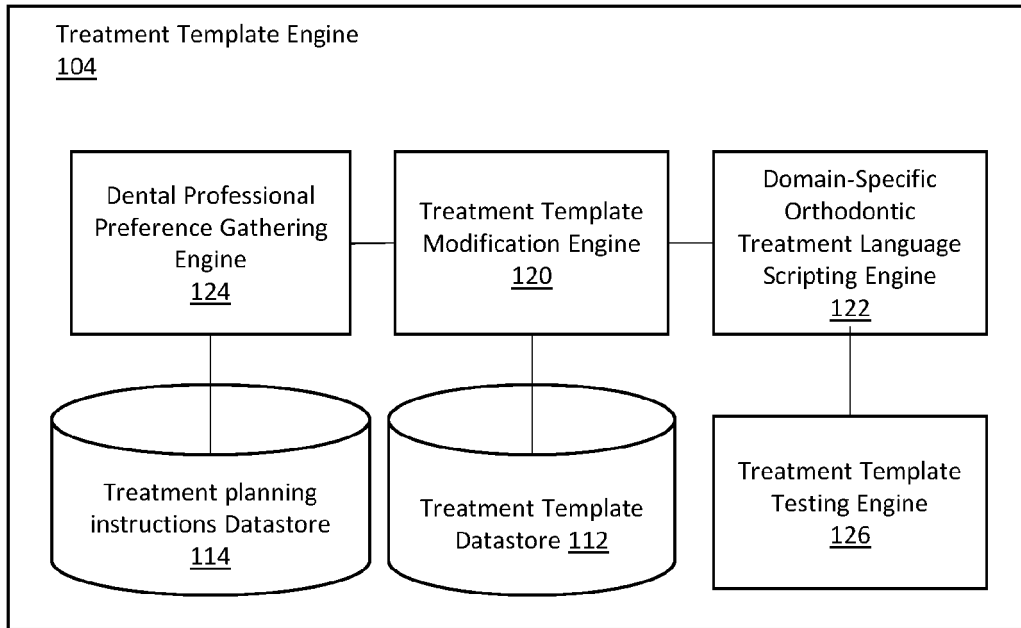 Treatment Template Engine
104
Dental Professional
Preference Gathering
Engine
124
Treatment Template
Modification Engine
120
Domain-Specific
Orthodontic
Treatment Language
Scripting Engine
122
Treatment planning
instructions Datastore
114
Treatment Template
Datastore 112
Treatment Template
Testing Engine
126